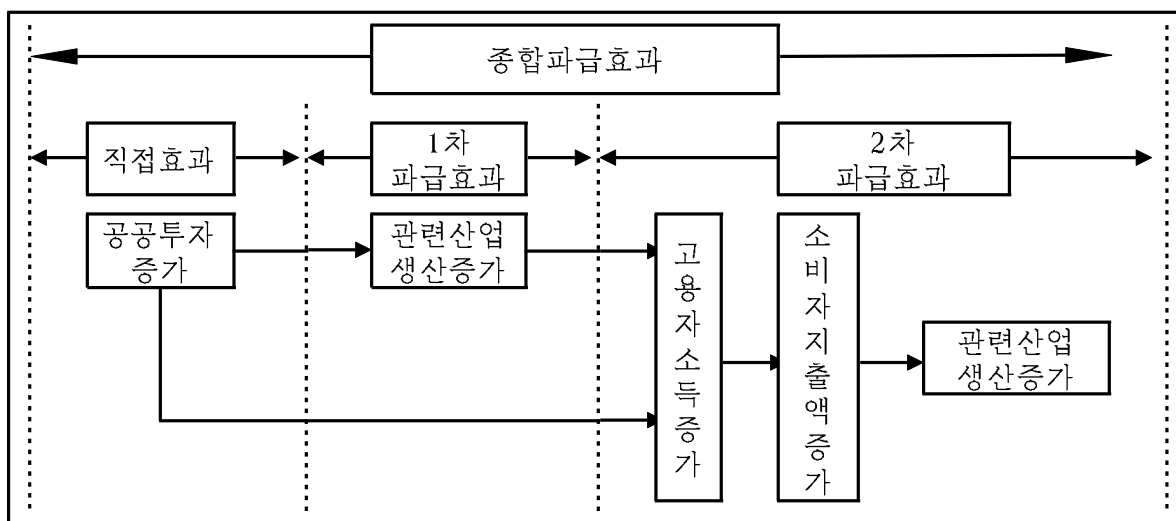 종합파급효과
직접효과
1차
파급효과
2차
파급효과
공공투자
증가
관련산업
생산증가
고용자소득증가
소비자지출액증가
관련산업
생산증가